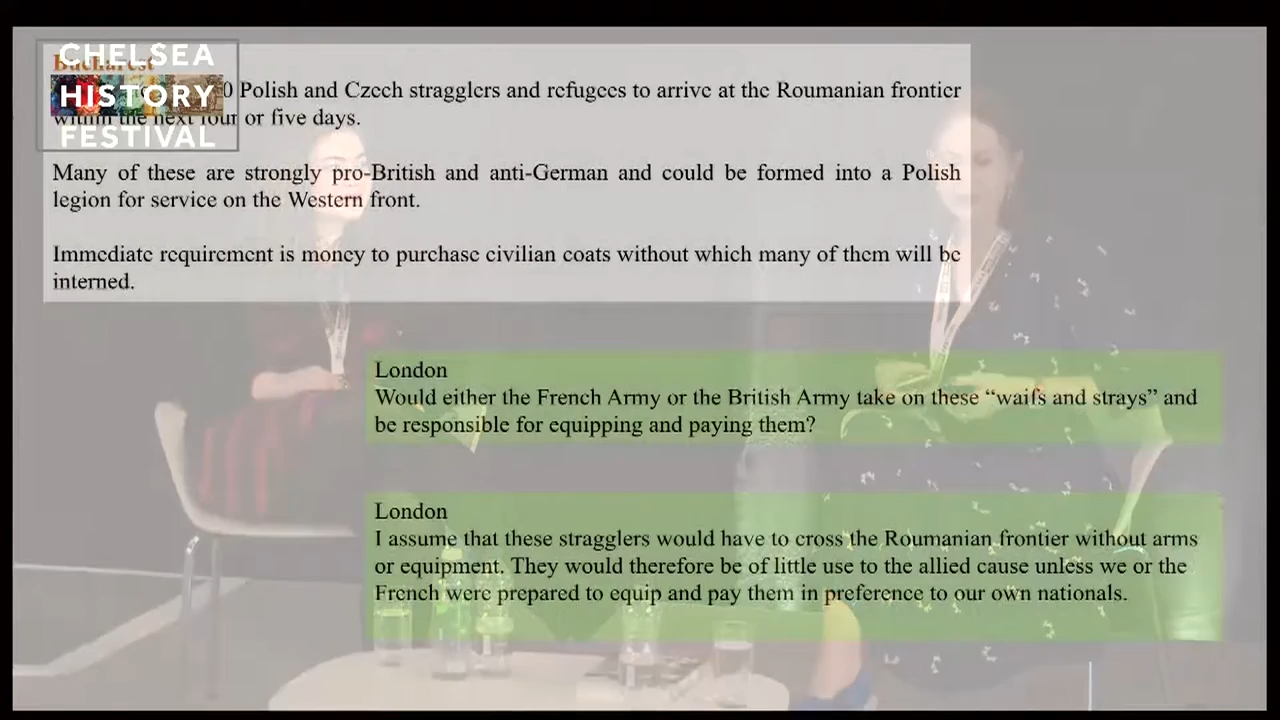 CHELSEA
HISTORY
FESTIVAL
Bucharest
0 Polish and Czech stragglers and refugees to arrive at the Roumanian frontier
within the next four or five days.
Many of these are strongly pro-British and anti-German and could be formed into a Polish
legion for service on the Western front.
Immediate requirement is money to purchase civilian coats without which many of them will be
interned.
London
Would either the French Army or the British Army take on these “waifs and strays” and
be responsible for equipping and paying them?
London
I assume that these stragglers would have to cross the Roumanian frontier without arms
or equipment. They would therefore be of little use to the allied cause unless we or the
French were prepared to equip and pay them in preference to our own nationals.